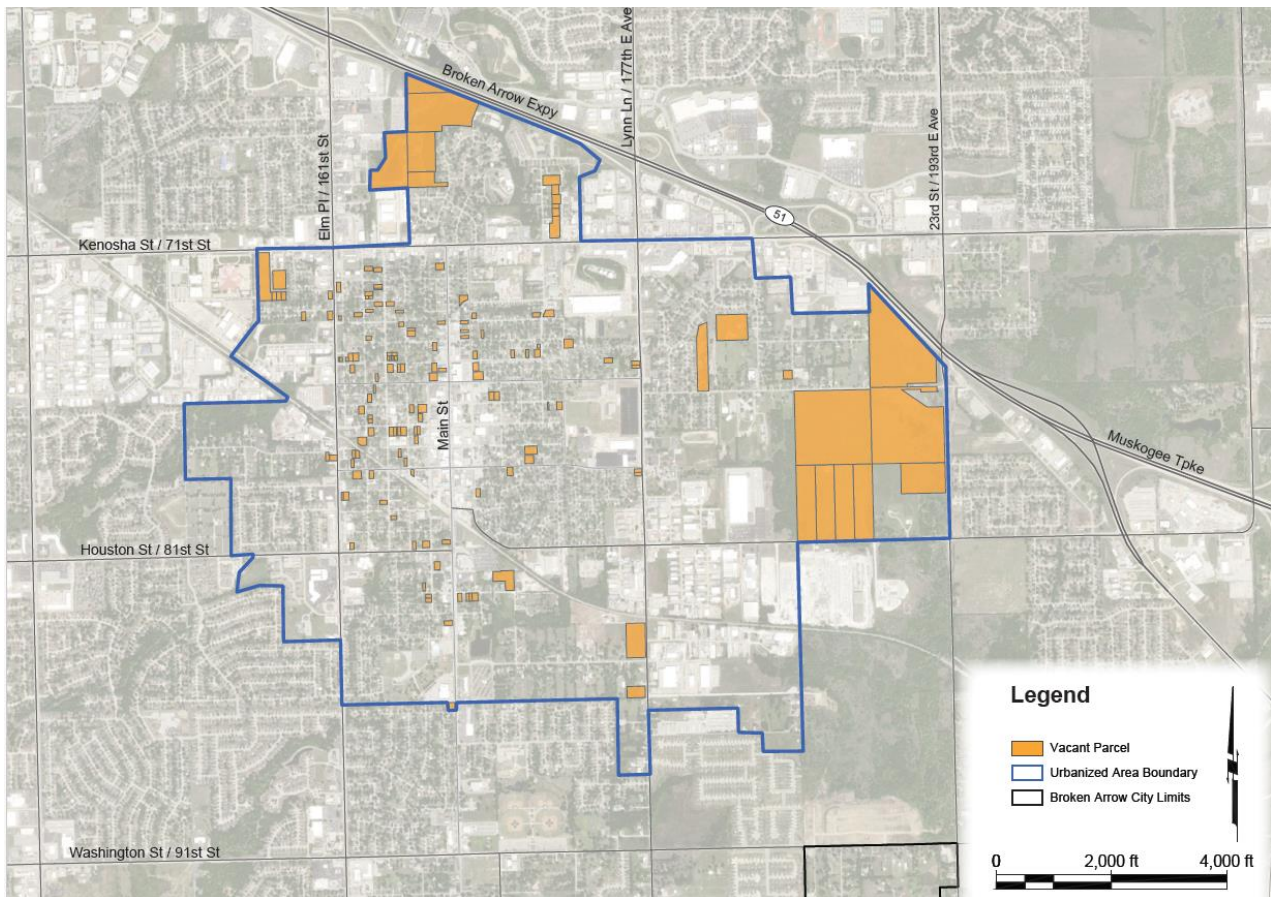 Broken Arrow Expy
Lynn Ln / 177th E Ave
Elm Pl / 161st St
23rd St / 193rd E Ave
51
Kenosha St / 71st St
Main St
Muskogee Tpke
Houston St / 81st St
Washington St / 91st St
Legend
Vacant Parcel
Urbanized Area Boundary
Broken Arrow City Limits
0 2,000 ft 4,000 ft